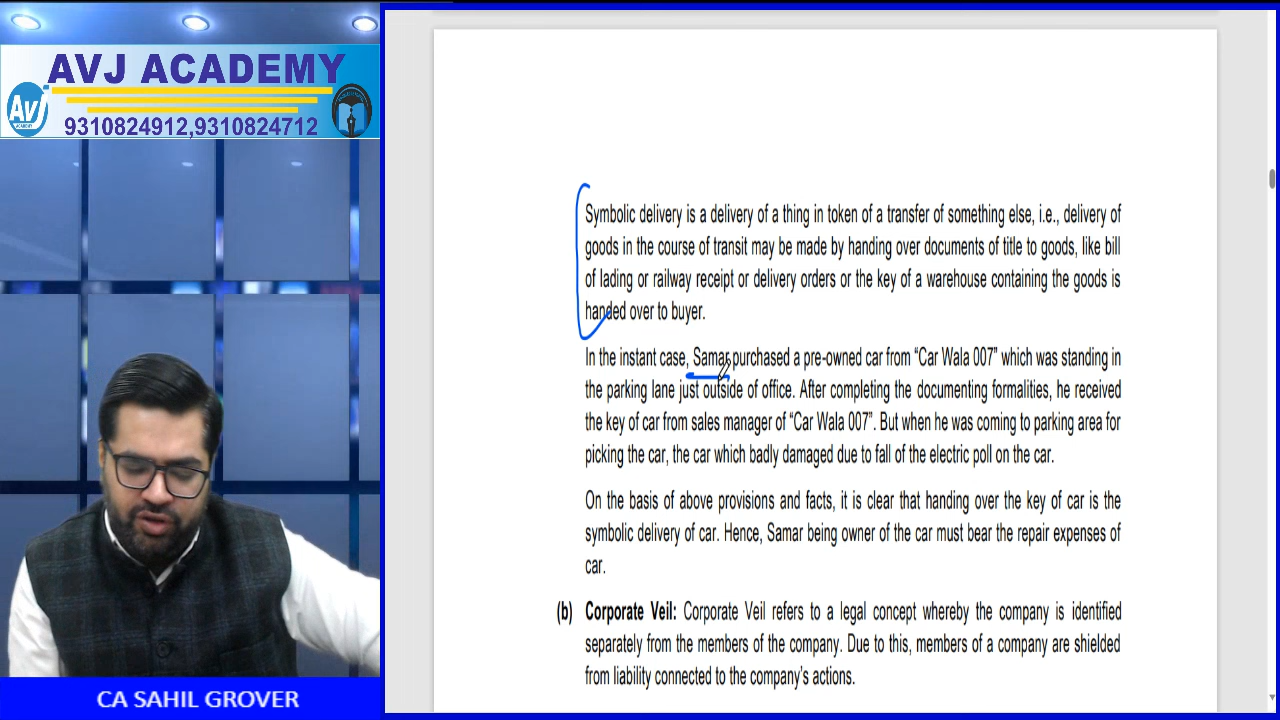 AVJ ACADEMY
9310824912,9310824712
AVJ
ACADEMY
Symbolic delivery is a delivery of a thing in token of a transfer of something else, i.e., delivery of
goods in the course of transit may be made by handing over documents of title to goods, like bill
of lading or railway receipt or delivery orders or the key of a warehouse containing the goods is
handed over to buyer.
In the instant case, Samar purchased a pre-owned car from “Car Wala 007” which was standing in
the parking lane just outside of office. After completing the documenting formalities, he received
the key of car from sales manager of “Car Wala 007”. But when he was coming to parking area for
picking the car, the car which badly damaged due to fall of the electric poll on the car.
On the basis of above provisions and facts, it is clear that handing over the key of car is the
symbolic delivery of car. Hence, Samar being owner of the car must bear the repair expenses of
car.
(b) Corporate Veil: Corporate Veil refers to a legal concept whereby the company is identified
separately from the members of the company. Due to this, members of a company are shielded
from liability connected to the company's actions.
CA SAHIL GROVER